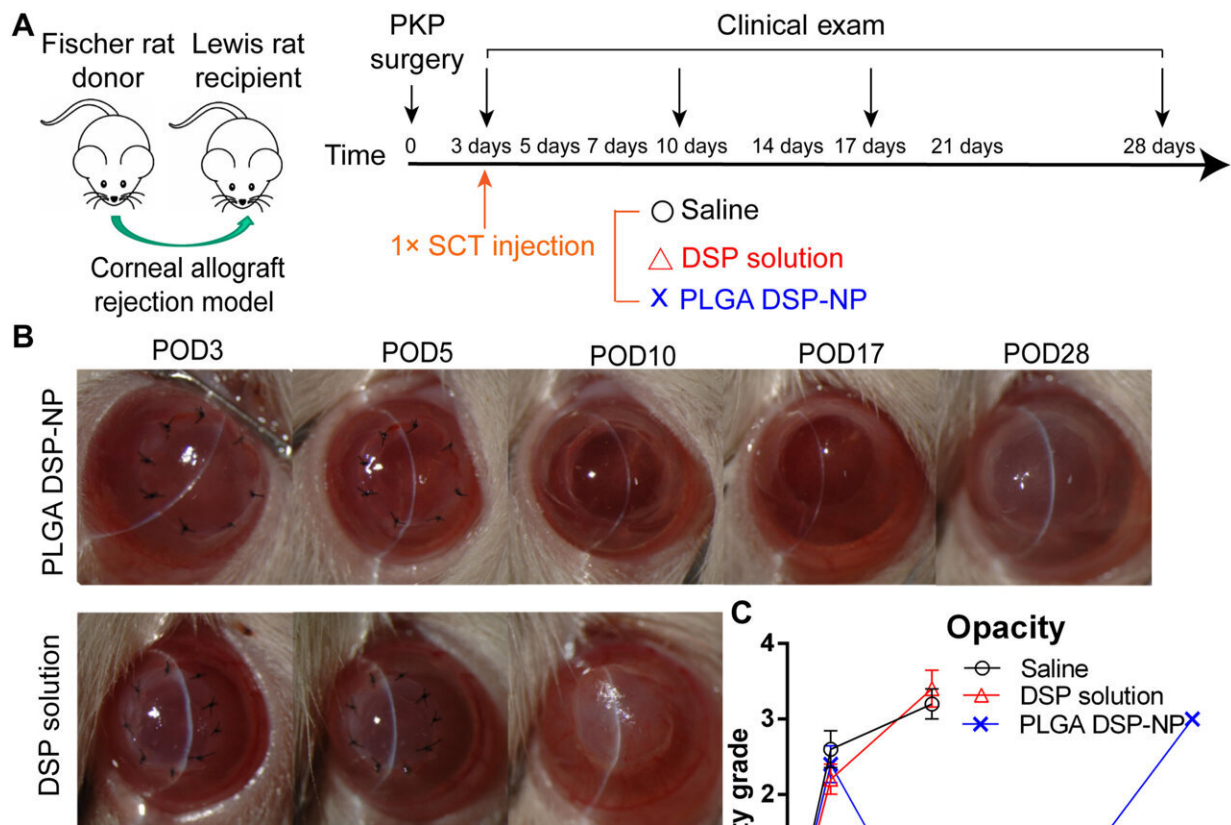 A
Fischer rat
donor
Lewis rat
recipient
Corneal allograft
rejection model
PKP
surgery
Clinical exam
Time
0 3 days 5 days 7 days 10 days 14 days 17 days 21 days 28 days
1× SCT injection
Saline
DSP solution
X PLGA DSP-NP
B
POD3 POD5 POD10 POD17 POD28
PLGA DSP-NP
DSP solution
C
Opacity
Saline
DSP solution
PLGA DSP-NP
4
3
2
grade